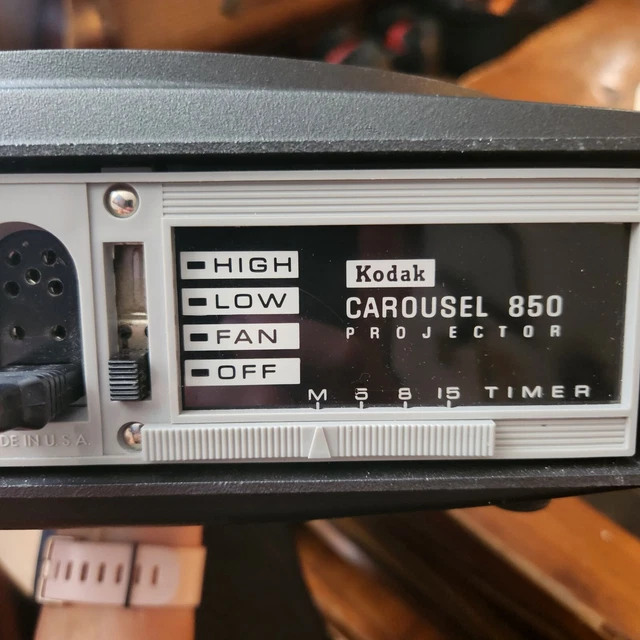 HIGH
LOW
FAN
OFF
Kodak
CAROUSEL 850
PROJECTOR
M 5 8 15 TIMER
DE IN U.S.A